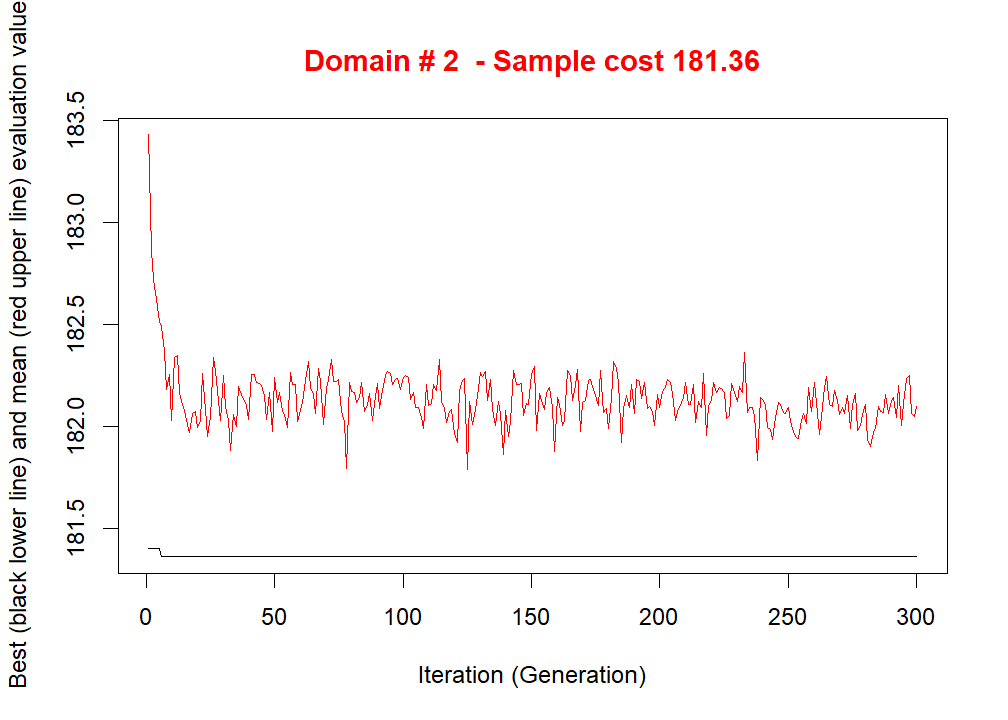 Domain # 2  - Sample cost 181.36
Best (black lower line) and mean (red upper line) evaluation value
183.5
183.0
182.5
182.0
181.5
0 50 100 150 200 250 300
Iteration (Generation)